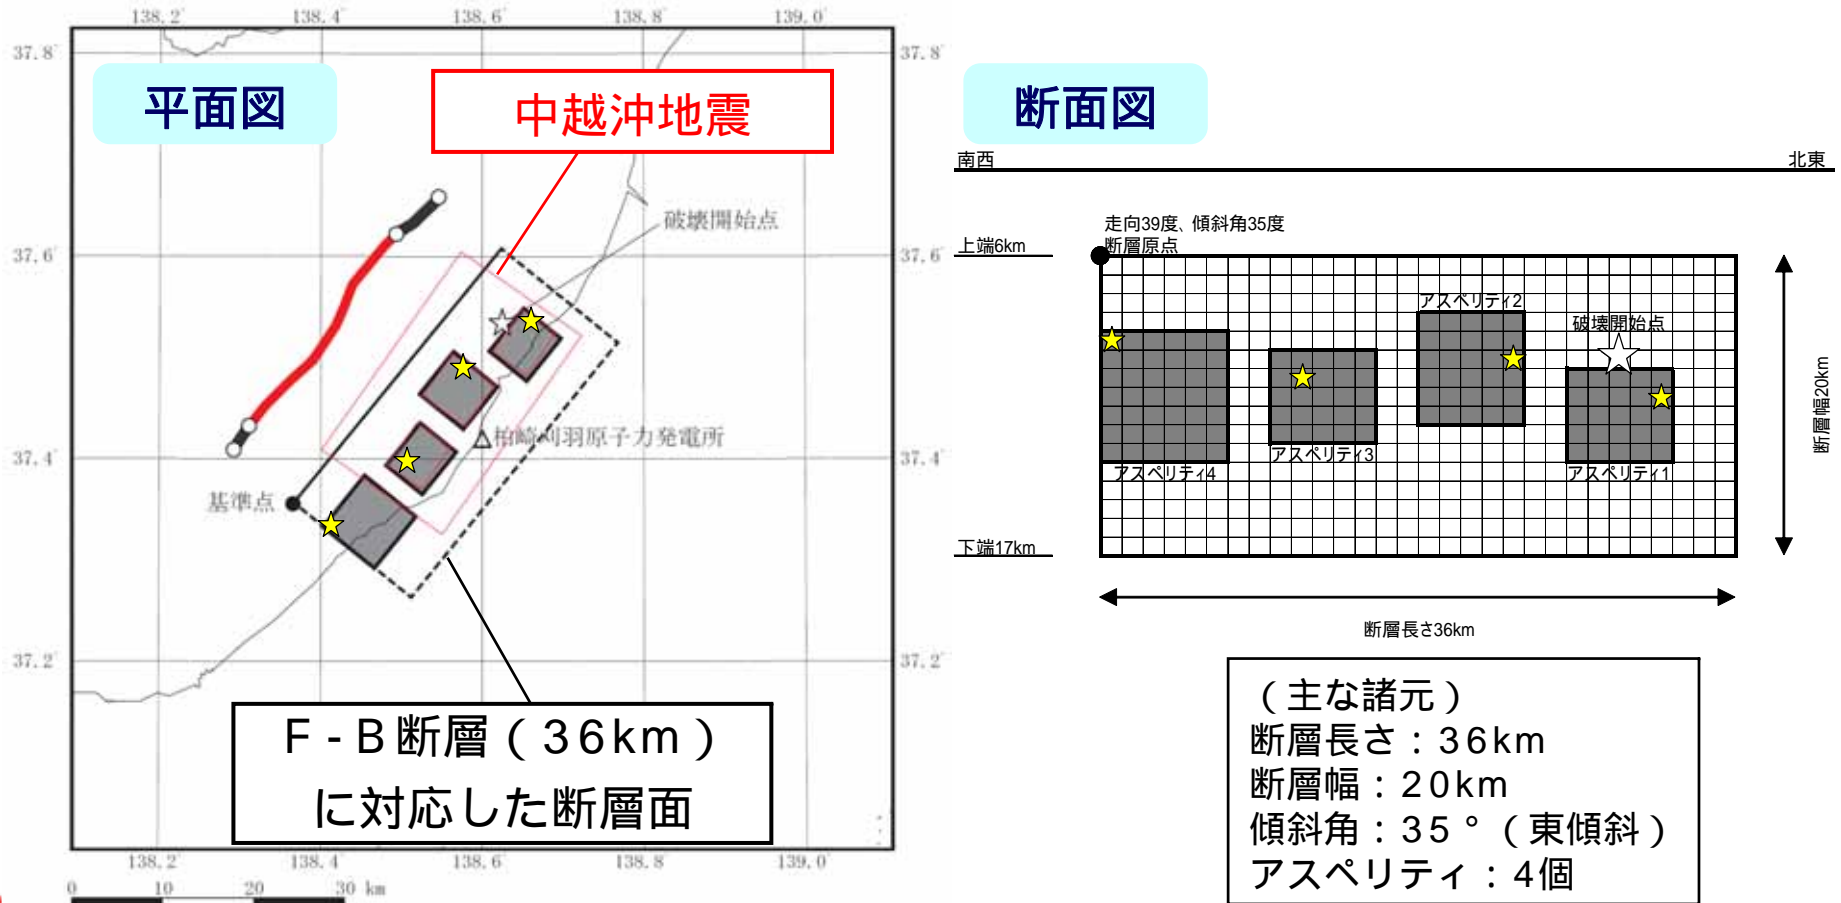 138.2°
138.4°
138.6°
138.8°
139.0°
37.8°
37.8°
平面図
中越沖地震
破壊開始点
37.6°
37.6°
柏崎刈羽原子力発電所
37.4°
37.4°
基準点
37.2°
37.2°
F-B断層(36km)
に対応した断層面
138.2°
138.4°
138.6°
138.8°
139.0°
0 10 20 30 km
断面図
南西
北東
走向39度、傾斜角35度
上端6km
断層原点
アスペリティ2
破壊開始点
アスペリティ4
アスペリティ3
アスペリティ1
断層幅20km
下端17km
断層長さ36km
(主な諸元)
断層長さ:36km
断層幅:20km
傾斜角:35°(東傾斜)
アスペリティ:4個